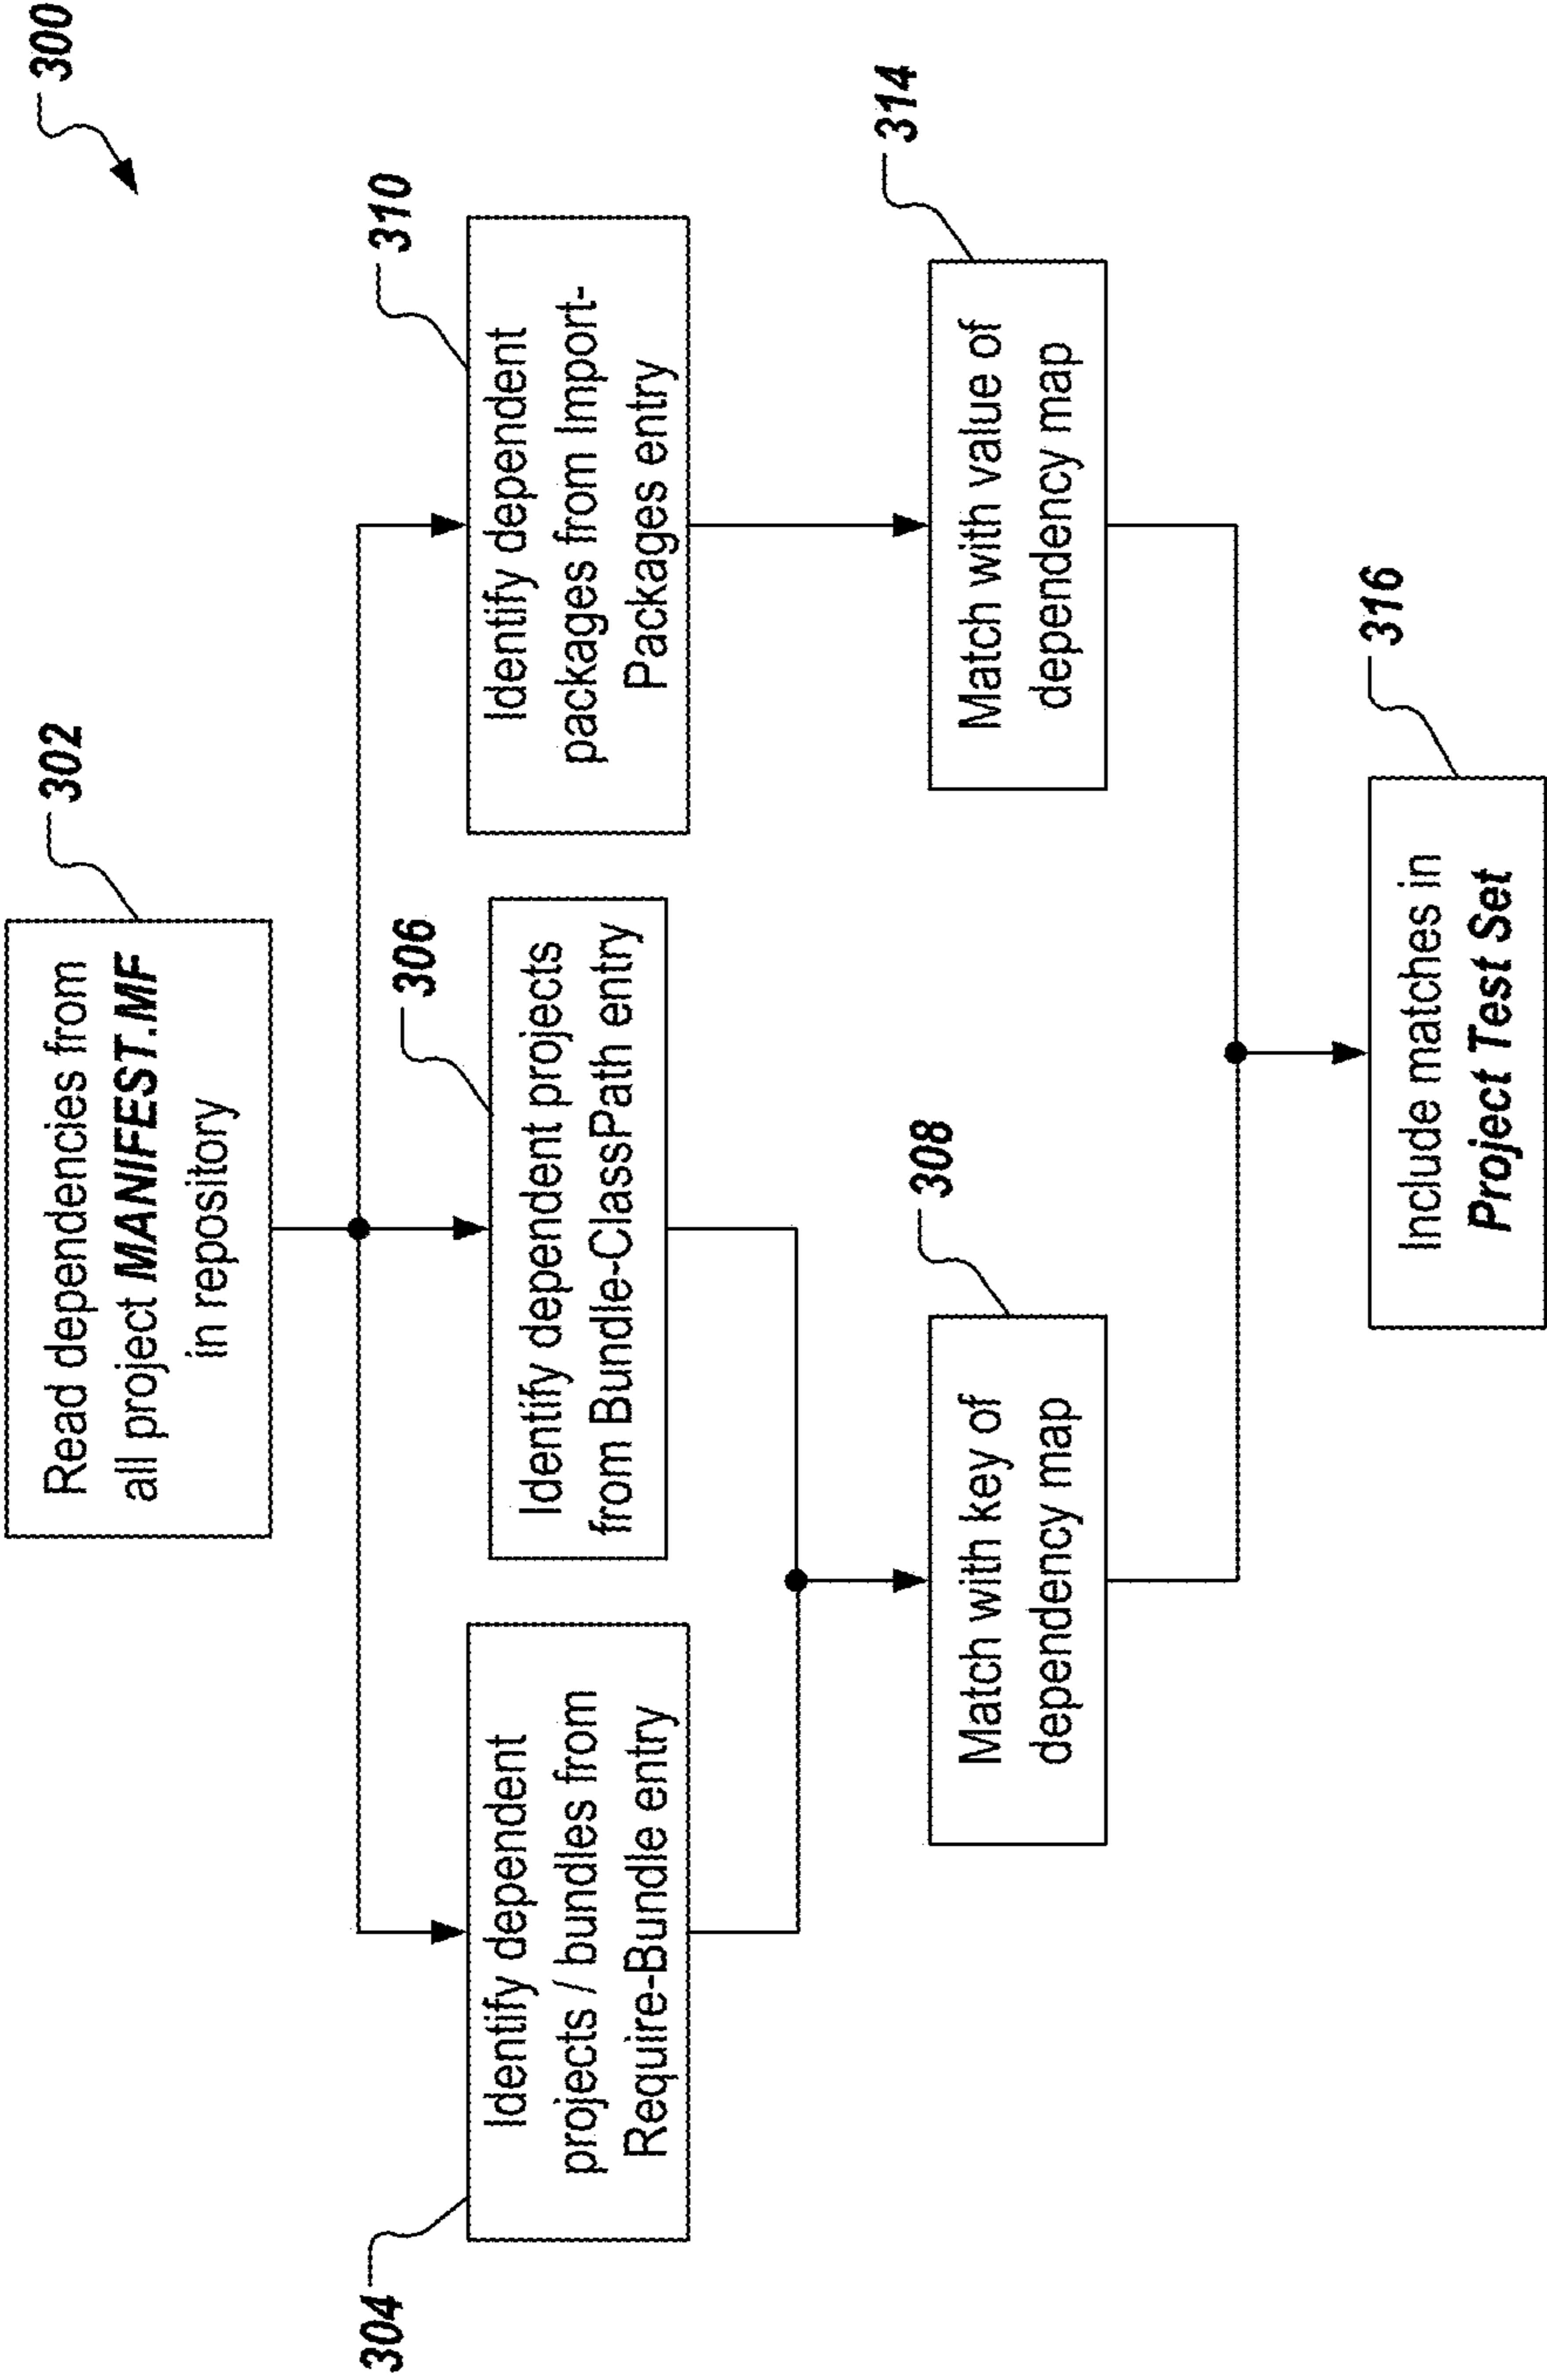 300
302
Read dependencies from
all project MANIFEST.MF
in repository
304
Identify dependent
projects / bundles from
Require-Bundle entry
306
Identify dependent projects
from Bundle-ClassPath entry
310
Identify dependent
packages from Import-
Packages entry
308
Match with key of
dependency map
314
Match with value of
dependency map
316
Include matches in
Project Test Set